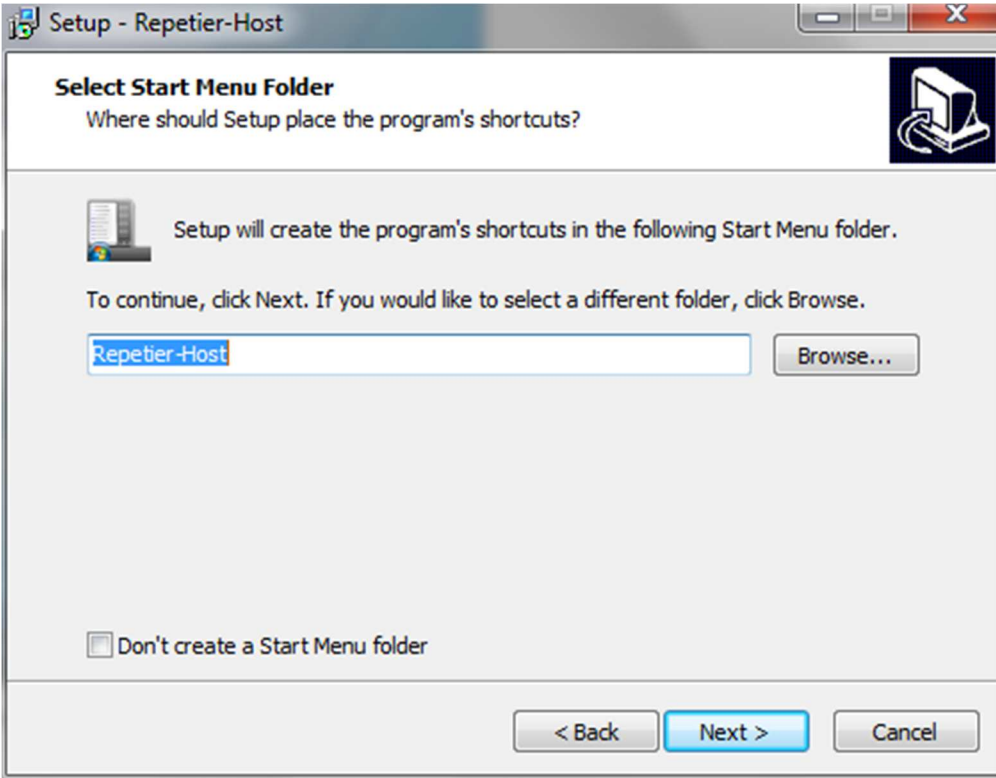 Setup - Repetier-Host
Select Start Menu Folder
Where should Setup place the program's shortcuts?
Setup will create the program's shortcuts in the following Start Menu folder.
To continue, click Next. If you would like to select a different folder, click Browse.
Repetier-Host
Browse...
Don't create a Start Menu folder
< Back
Next >
Cancel